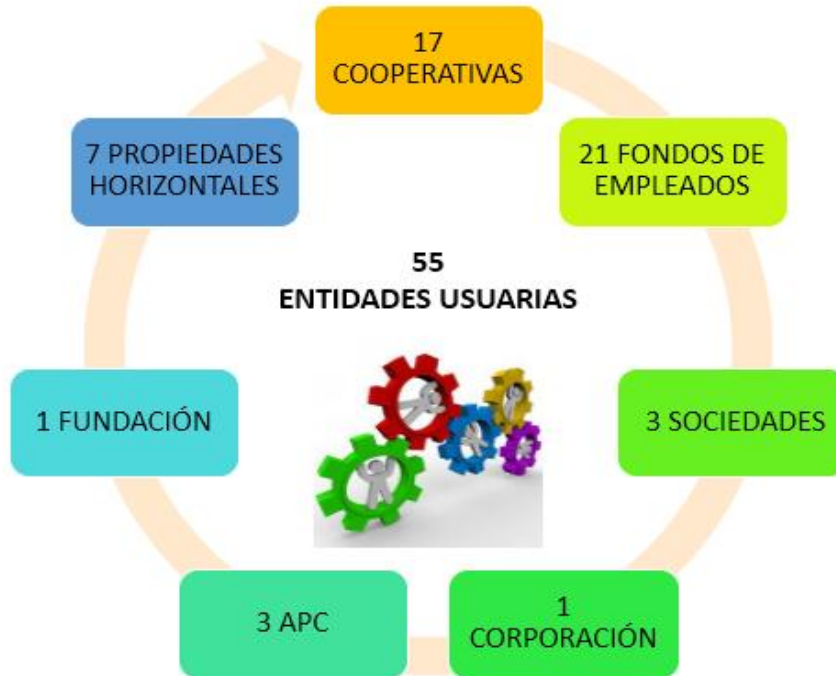 17
COOPERATIVAS
21 FONDOS DE
EMPLEADOS
3 SOCIEDADES
1
CORPORACIÓN
3 APC
1 FUNDACIÓN
7 PROPIEDADES
HORIZONTALES
55
ENTIDADES USUARIAS